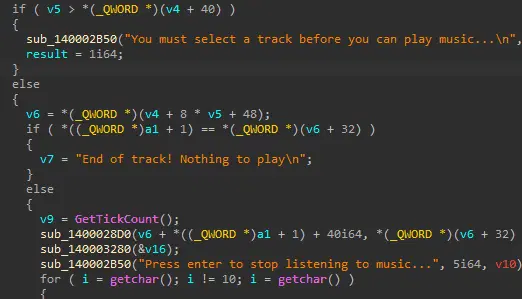 if ( v5 > *(_QWORD *)(v4 + 40) )
{
sub_140002B50("You must select a track before you can play music...\n",
result = 1i64;
}
else
{
v6 = *(_QWORD *)(v4 + 8 * v5 + 48);
if ( *((_QWORD *)a1 + 1) == *(_QWORD *)(v6 + 32) )
{
v7 = "End of track! Nothing to play\n";
}
else
{
v9 = GetTickCount();
sub_1400028D0(v6 + *((_QWORD *)a1 + 1) + 40i64, *(_QWORD *)(v6 + 32)
sub_140003280(&v16);
sub_140002B50("Press enter to stop listening to music...", 5i64, v10)
for ( i = getchar(); i != 10; i = getchar() )
{